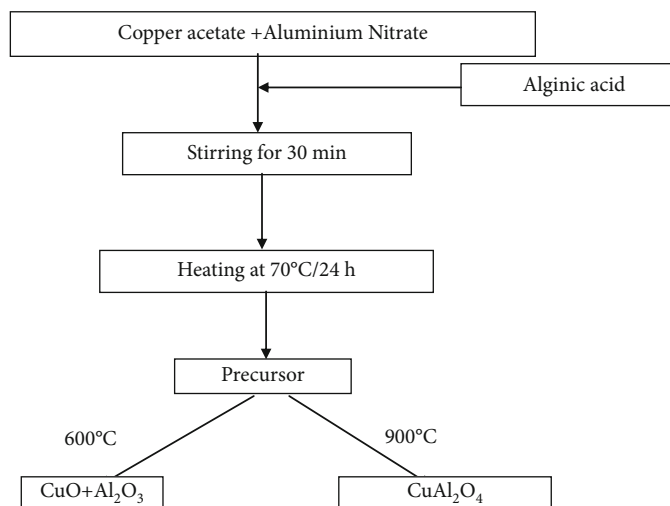 Copper acetate +Aluminium Nitrate
Alginic acid
Stirring for 30 min
Heating at 70°C/24 h
Precursor
600°C
900°C
CuO+Al₂O₃
CuAl₂O₄